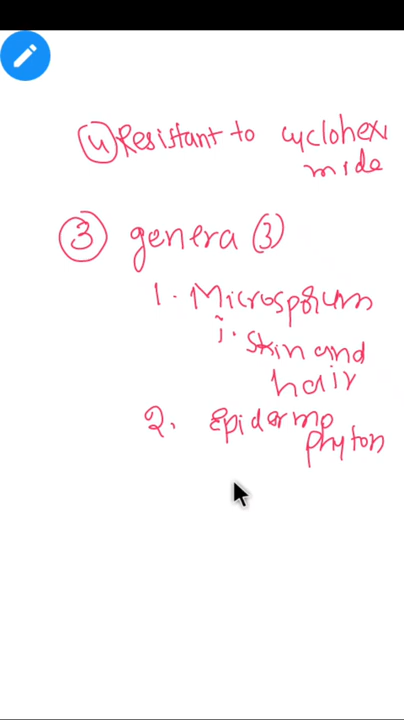 (4) Resistant to cyclohexi
mide
(3) genera (3)
1. Microsporum
i. Skin and
hair
2. Epidermo
phyton